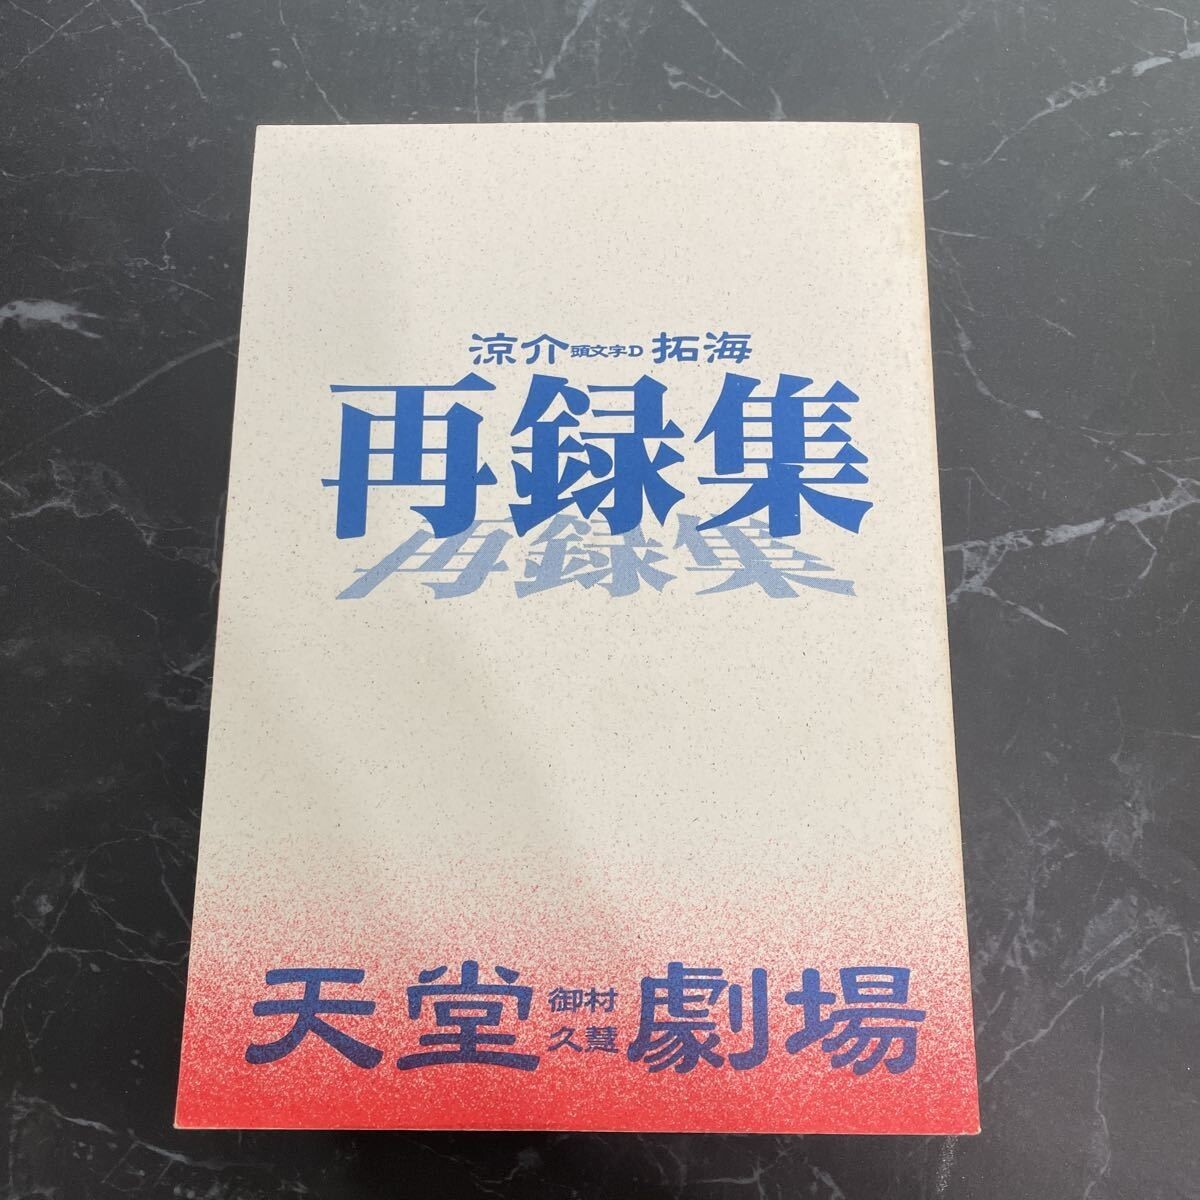 涼介頭文字D拓海
再録集
再録集
天堂御村久慧劇場